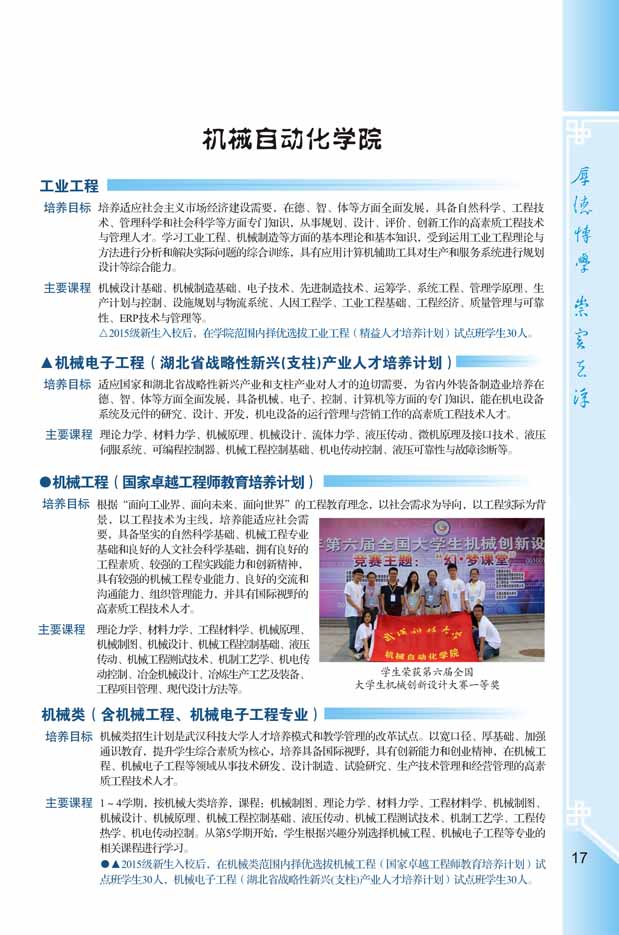 机械自动化学院
工业工程
培养目标 培养适应社会主义市场经济建设需要，在德、智、体等方面全面发展，具备自然科学、工程技
术、管理科学和社会科学等方面专门知识，从事规划、设计、评价、创新工作的高素质工程技术
与管理人才。学习工业工程、机械制造等方面的基本理论和基本知识，受到运用工业工程理论与
方法进行分析和解决实际问题的综合训练，具有应用计算机辅助工具对生产和服务系统进行规划
设计等综合能力。
主要课程 机械设计基础、机械制造基础、电子技术、先进制造技术、运筹学、系统工程、管理学原理、生
产计划与控制、设施规划与物流系统、人因工程学、工业工程基础、工程经济、质量管理与可靠
性、ERP技术与管理等。
△2015级新生入校后，在学院范围内择优选拔工业工程（精益人才培养计划）试点班学生30人。
▲机械电子工程（湖北省战略性新兴(支柱)产业人才培养计划）
培养目标 适应国家和湖北省战略性新兴产业和支柱产业对人才的迫切需要，为省内外装备制造业培养在
德、智、体等方面全面发展，具备机械、电子、控制、计算机等方面的专门知识，能在机电设备
系统及元件的研究、设计、开发，机电设备的运行管理与营销工作的高素质工程技术人才。
主要课程 理论力学、材料力学、机械原理、机械设计、流体力学、液压传动、微机原理及接口技术、液压
伺服系统、可编程控制器、机械工程控制基础、机电传动控制、液压可靠性与故障诊断等。
●机械工程（国家卓越工程师教育培养计划）
培养目标 根据“面向工业界、面向未来、面向世界”的工程教育理念，以社会需求为导向，以工程实际为背
景，以工程技术为主线，培养能适应社会需
要，具备坚实的自然科学基础、机械工程专业
基础和良好的人文社会科学基础，拥有良好的
工程素质、较强的工程实践能力和创新精神，
具有较强的机械工程专业能力、良好的交流和
沟通能力、组织管理能力，并具有国际视野的
高素质工程技术人才。
主要课程 理论力学、材料力学、工程材料学、机械原理、
机械制图、机械设计、机械工程控制基础、液压
传动、机械工程测试技术、机制工艺学、机电传
动控制、冶金机械设计、冶炼生产工艺及装备、
工程项目管理、现代设计方法等。
年第六届全国大学生机械创新设
竞赛主题：“幻·梦课堂”
武汉科技大学
机械自动化学院
学生荣获第六届全国
大学生机械创新设计大赛一等奖
机械类（含机械工程、机械电子工程专业）
培养目标 机械类招生计划是武汉科技大学人才培养模式和教学管理的改革试点。以宽口径、厚基础、加强
通识教育，提升学生综合素质为核心，培养具备国际视野，具有创新能力和创业精神，在机械工
程、机械电子工程等领域从事技术研发、设计制造、试验研究、生产技术管理和经营管理的高素
质工程技术人才。
主要课程 1～4学期，按机械大类培养，课程：机械制图、理论力学、材料力学、工程材料学、机械制图、
机械设计、机械原理、机械工程控制基础、液压传动、机械工程测试技术、机制工艺学、工程传
热学、机电传动控制。从第5学期开始，学生根据兴趣分别选择机械工程、机械电子工程等专业的
相关课程进行学习。
●▲2015级新生入校后，在机械类范围内择优选拔机械工程（国家卓越工程师教育培养计划）试
点班学生30人，机械电子工程（湖北省战略性新兴(支柱)产业人才培养计划）试点班学生30人。
厚德博學 崇实去浮
17